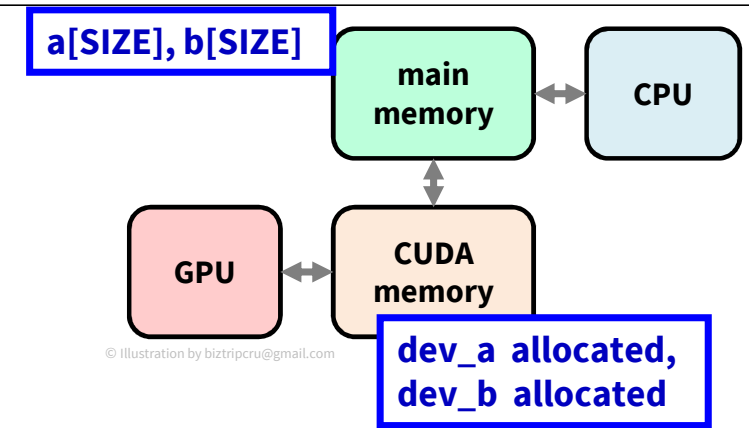 a[SIZE], b[SIZE]
main
memory
CPU
GPU
CUDA
memory
© Illustration by biztripcru@gmail.com
dev_a allocated,
dev_b allocated